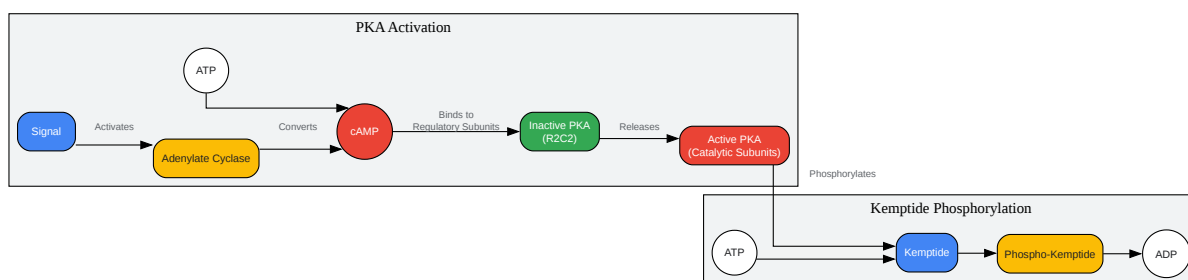 PKA Activation
ATP
Signal
Activates
Adenylate Cyclase
Converts
cAMP
Binds to
Regulatory Subunits
Inactive PKA
(R2C2)
Releases
Active PKA
(Catalytic Subunits)
Phosphorylates
Kemptide Phosphorylation
ATP
Kemptide
Phospho-Kemptide
ADP